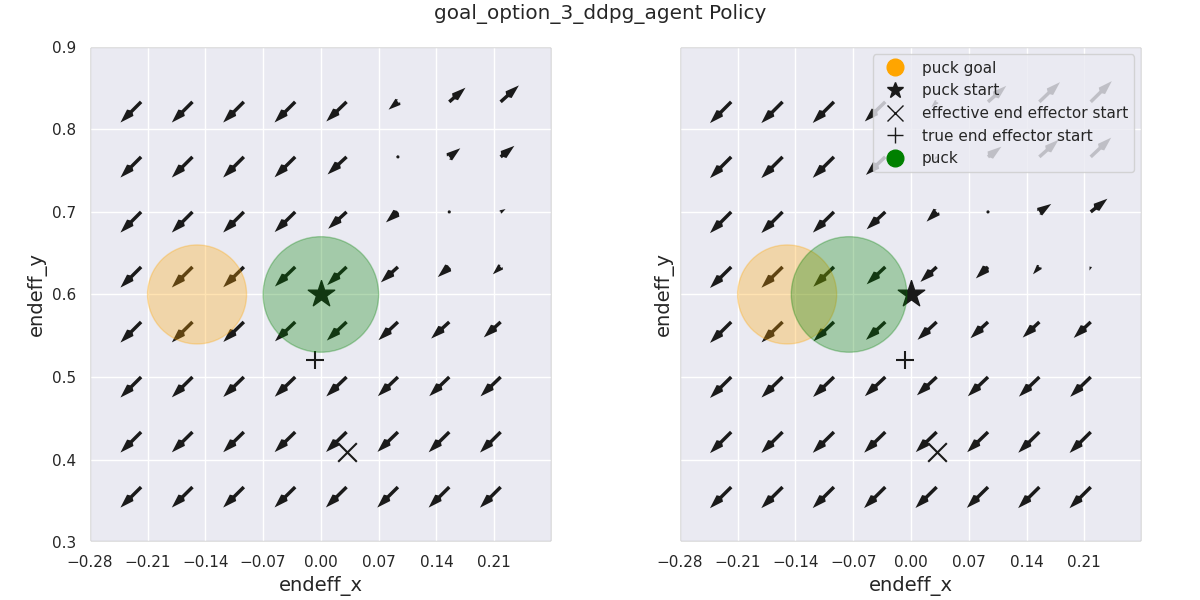 goal_option_3_ddpg_agent Policy
0.9
0.8
0.7
0.6
0.5
0.4
0.3
endeff_y
−0.28 −0.21 −0.14 −0.07 0.00 0.07 0.14 0.21
endeff_x
puck goal
puck start
effective end effector start
true end effector start
puck
endeff_y
−0.28 −0.21 −0.14 −0.07 0.00 0.07 0.14 0.21
endeff_x